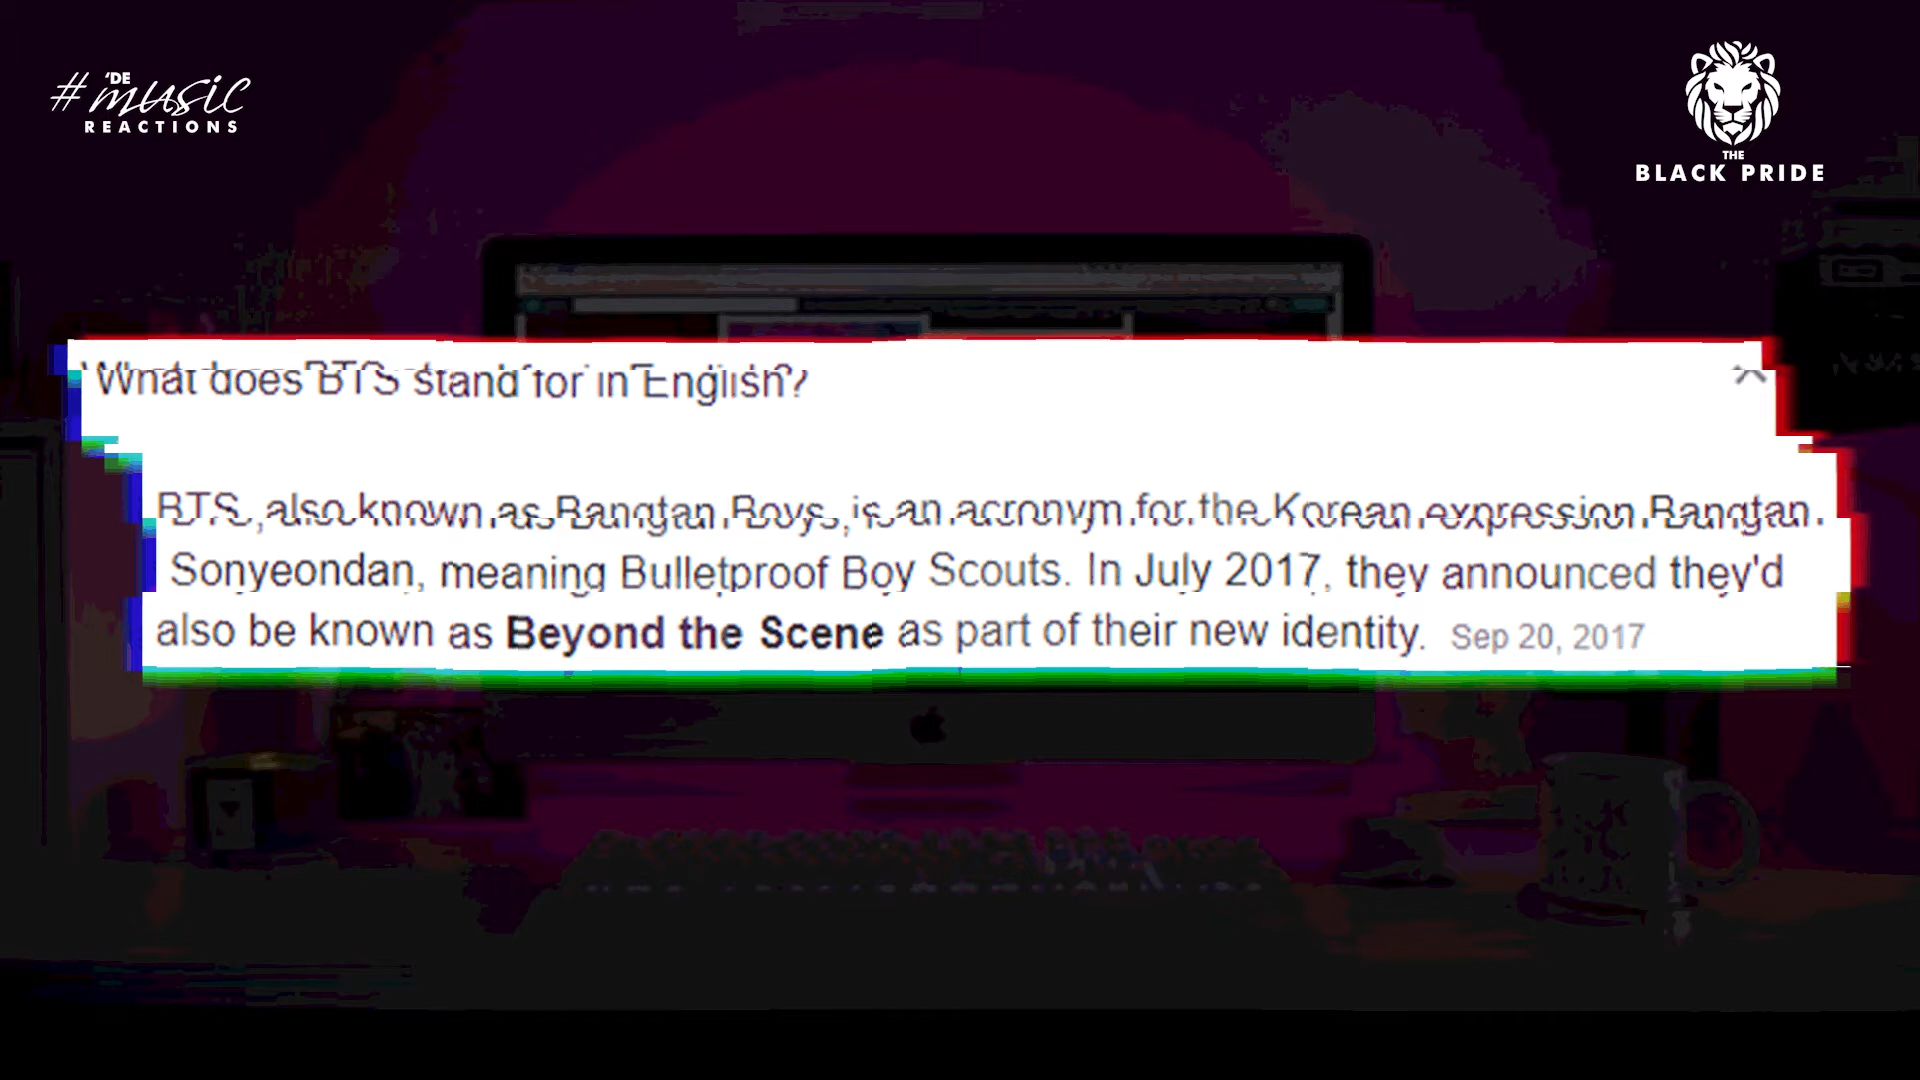 #'DE music
REACTIONS
THE
BLACK PRIDE
What does BTS stand for in English?
BTS, also known as Bangtan Boys, is an acronym for the Korean expression Bangtan
Sonyeondan, meaning Bulletproof Boy Scouts. In July 2017, they announced they'd
also be known as Beyond the Scene as part of their new identity. Sep 20, 2017